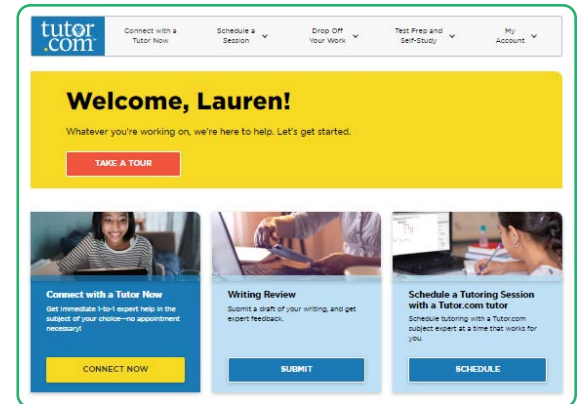 tutor
.com
Connect with a
Tutor Now
Schedule a
Session
Drop Off
Your Work
Test Prep and
Self-Study
My
Account
Welcome, Lauren!
Whatever you're working on, we're here to help. Let's get started.
TAKE A TOUR
Connect with a Tutor Now
Get immediate 1-to-1 expert help in the
subject of your choice—no appointment
necessary!
CONNECT NOW
Writing Review
Submit a draft of your writing, and get
expert feedback.
SUBMIT
Schedule a Tutoring Session
with a Tutor.com tutor
Schedule tutoring with a Tutor.com
subject expert at a time that works for
you.
SCHEDULE